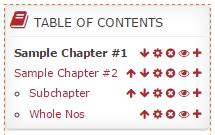 TABLE OF CONTENTS
Sample Chapter #1
Sample Chapter #2
Subchapter
Whole Nos